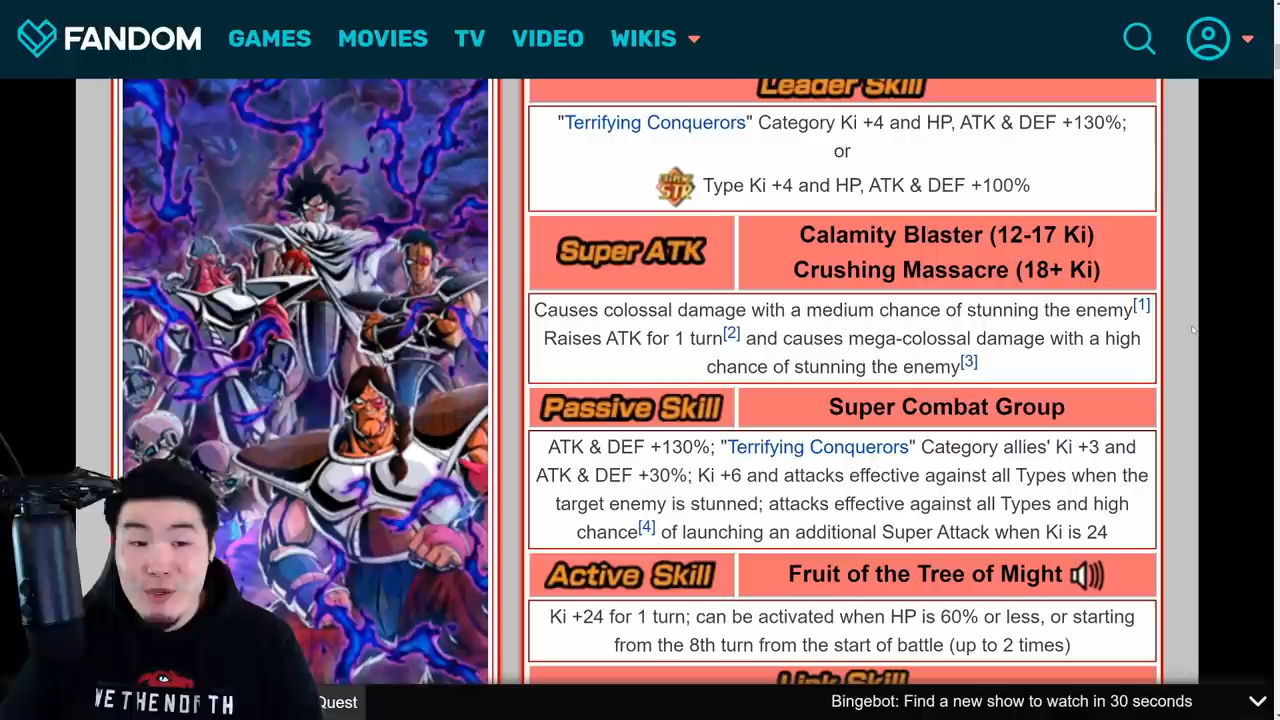 FANDOM GAMES MOVIES TV VIDEO WIKIS
Leader Skill
"Terrifying Conquerors" Category Ki +4 and HP, ATK & DEF +130%;
or
STR Type Ki +4 and HP, ATK & DEF +100%
Super ATK
Calamity Blaster (12-17 Ki)
Crushing Massacre (18+ Ki)
Causes colossal damage with a medium chance of stunning the enemy[1]
Raises ATK for 1 turn[2] and causes mega-colossal damage with a high
chance of stunning the enemy[3]
Passive Skill
Super Combat Group
ATK & DEF +130%; "Terrifying Conquerors" Category allies' Ki +3 and
ATK & DEF +30%; Ki +6 and attacks effective against all Types when the
target enemy is stunned; attacks effective against all Types and high
chance[4] of launching an additional Super Attack when Ki is 24
Active Skill
Fruit of the Tree of Might
Ki +24 for 1 turn; can be activated when HP is 60% or less, or starting
from the 8th turn from the start of battle (up to 2 times)
Link Skill
WETHENORTH
Quest
Bingebot: Find a new show to watch in 30 seconds